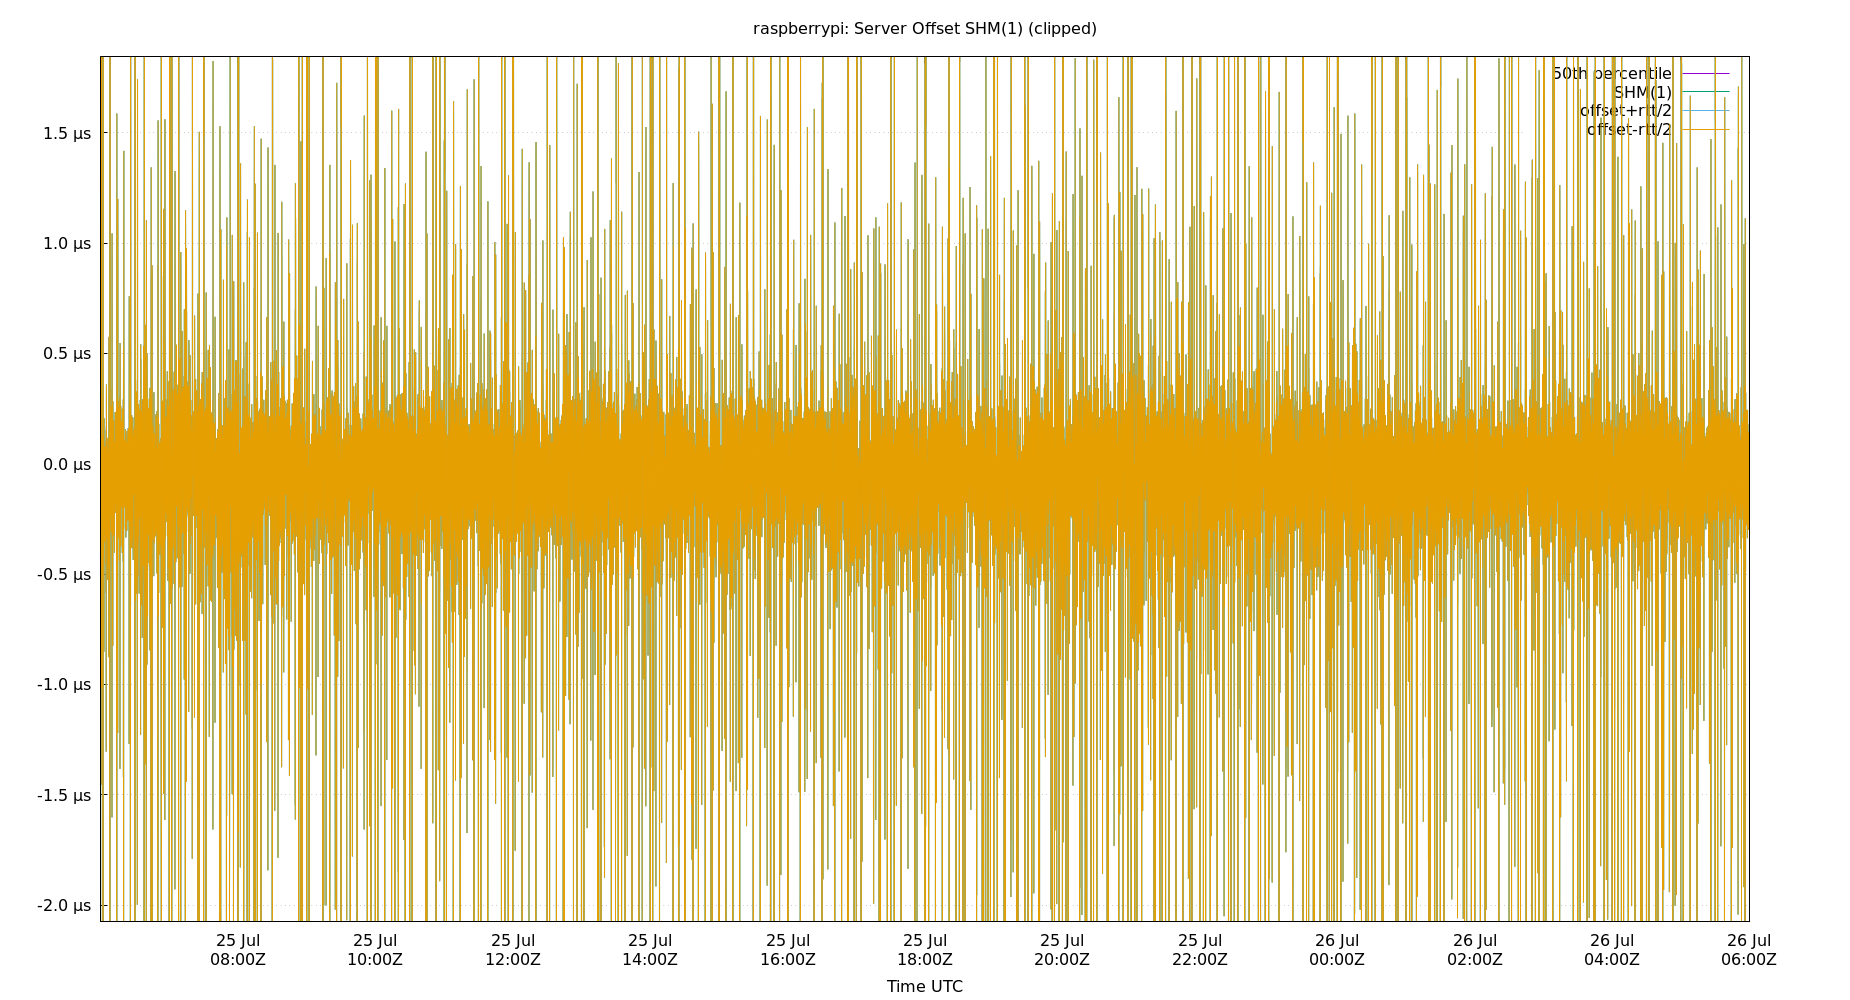 raspberrypi: Server Offset SHM(1) (clipped)
50th percentile
SHM(1)
offset+rtt/2
offset-rtt/2
1.5 µs
1.0 µs
0.5 µs
0.0 µs
-0.5 µs
-1.0 µs
-1.5 µs
-2.0 µs
25 Jul 25 Jul 25 Jul 25 Jul 25 Jul 25 Jul 25 Jul 25 Jul 26 Jul 26 Jul 26 Jul 26 Jul
08:00Z 10:00Z 12:00Z 14:00Z 16:00Z 18:00Z 20:00Z 22:00Z 00:00Z 02:00Z 04:00Z 06:00Z
Time UTC